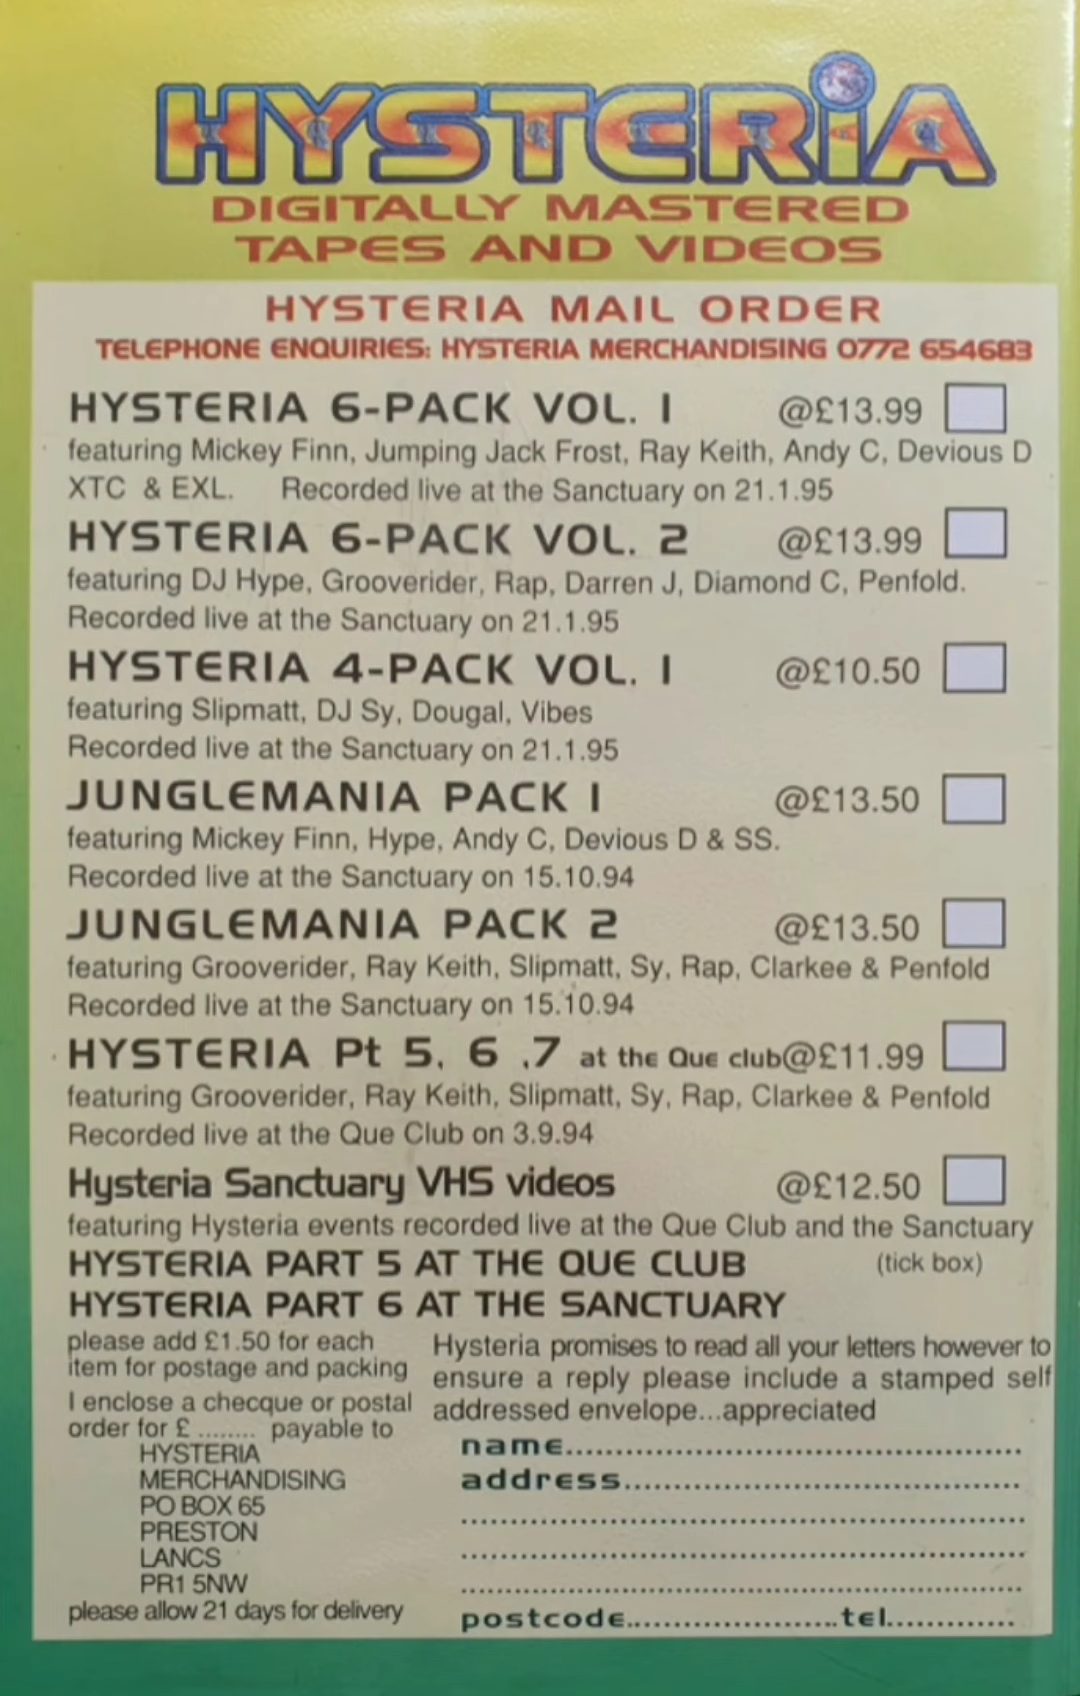 HYSTERiA
DIGITALLY MASTERED
TAPES AND VIDEOS
HYSTERIA MAIL ORDER
TELEPHONE ENQUIRIES: HYSTERIA MERCHANDISING 0772 654683
HYSTERIA 6-PACK VOL. 1 @£13.99
featuring Mickey Finn, Jumping Jack Frost, Ray Keith, Andy C, Devious D
XTC & EXL. Recorded live at the Sanctuary on 21.1.95
HYSTERIA 6-PACK VOL. 2 @£13.99
featuring DJ Hype, Grooverider, Rap, Darren J, Diamond C, Penfold.
Recorded live at the Sanctuary on 21.1.95
HYSTERIA 4-PACK VOL. 1 @£10.50
featuring Slipmatt, DJ Sy, Dougal, Vibes
Recorded live at the Sanctuary on 21.1.95
JUNGLEMANIA PACK 1 @£13.50
featuring Mickey Finn, Hype, Andy C, Devious D & SS.
Recorded live at the Sanctuary on 15.10.94
JUNGLEMANIA PACK 2 @£13.50
featuring Grooverider, Ray Keith, Slipmatt, Sy, Rap, Clarkee & Penfold
Recorded live at the Sanctuary on 15.10.94
HYSTERIA Pt 5, 6 ,7 at the Que club@£11.99
featuring Grooverider, Ray Keith, Slipmatt, Sy, Rap, Clarkee & Penfold
Recorded live at the Que Club on 3.9.94
Hysteria Sanctuary VHS videos @£12.50
featuring Hysteria events recorded live at the Que Club and the Sanctuary
HYSTERIA PART 5 AT THE QUE CLUB (tick box)
HYSTERIA PART 6 AT THE SANCTUARY
please add £1.50 for each
item for postage and packing
I enclose a checque or postal
order for £ ........ payable to
HYSTERIA
MERCHANDISING
PO BOX 65
PRESTON
LANCS
PR1 5NW
please allow 21 days for delivery
Hysteria promises to read all your letters however to
ensure a reply please include a stamped self
addressed envelope...appreciated
name..............................................
address........................................
.........................................................
.........................................................
.........................................................
postcode.....................tel.............